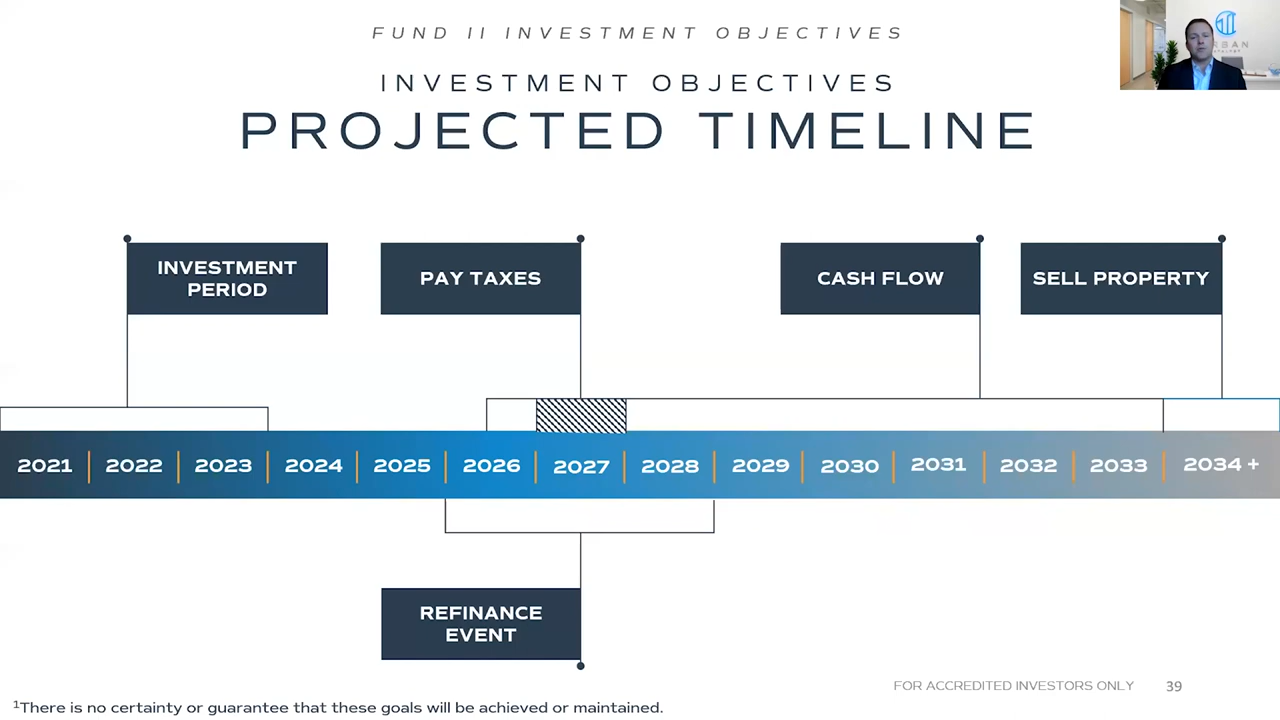 FUND II INVESTMENT OBJECTIVES
INVESTMENT OBJECTIVES
PROJECTED TIMELINE
INVESTMENT
PERIOD
PAY TAXES
CASH FLOW
SELL PROPERTY
2021 2022 2023 2024 2025 2026 2027 2028 2029 2030 2031 2032 2033 2034 +
REFINANCE
EVENT
FOR ACCREDITED INVESTORS ONLY 39
¹There is no certainty or guarantee that these goals will be achieved or maintained.